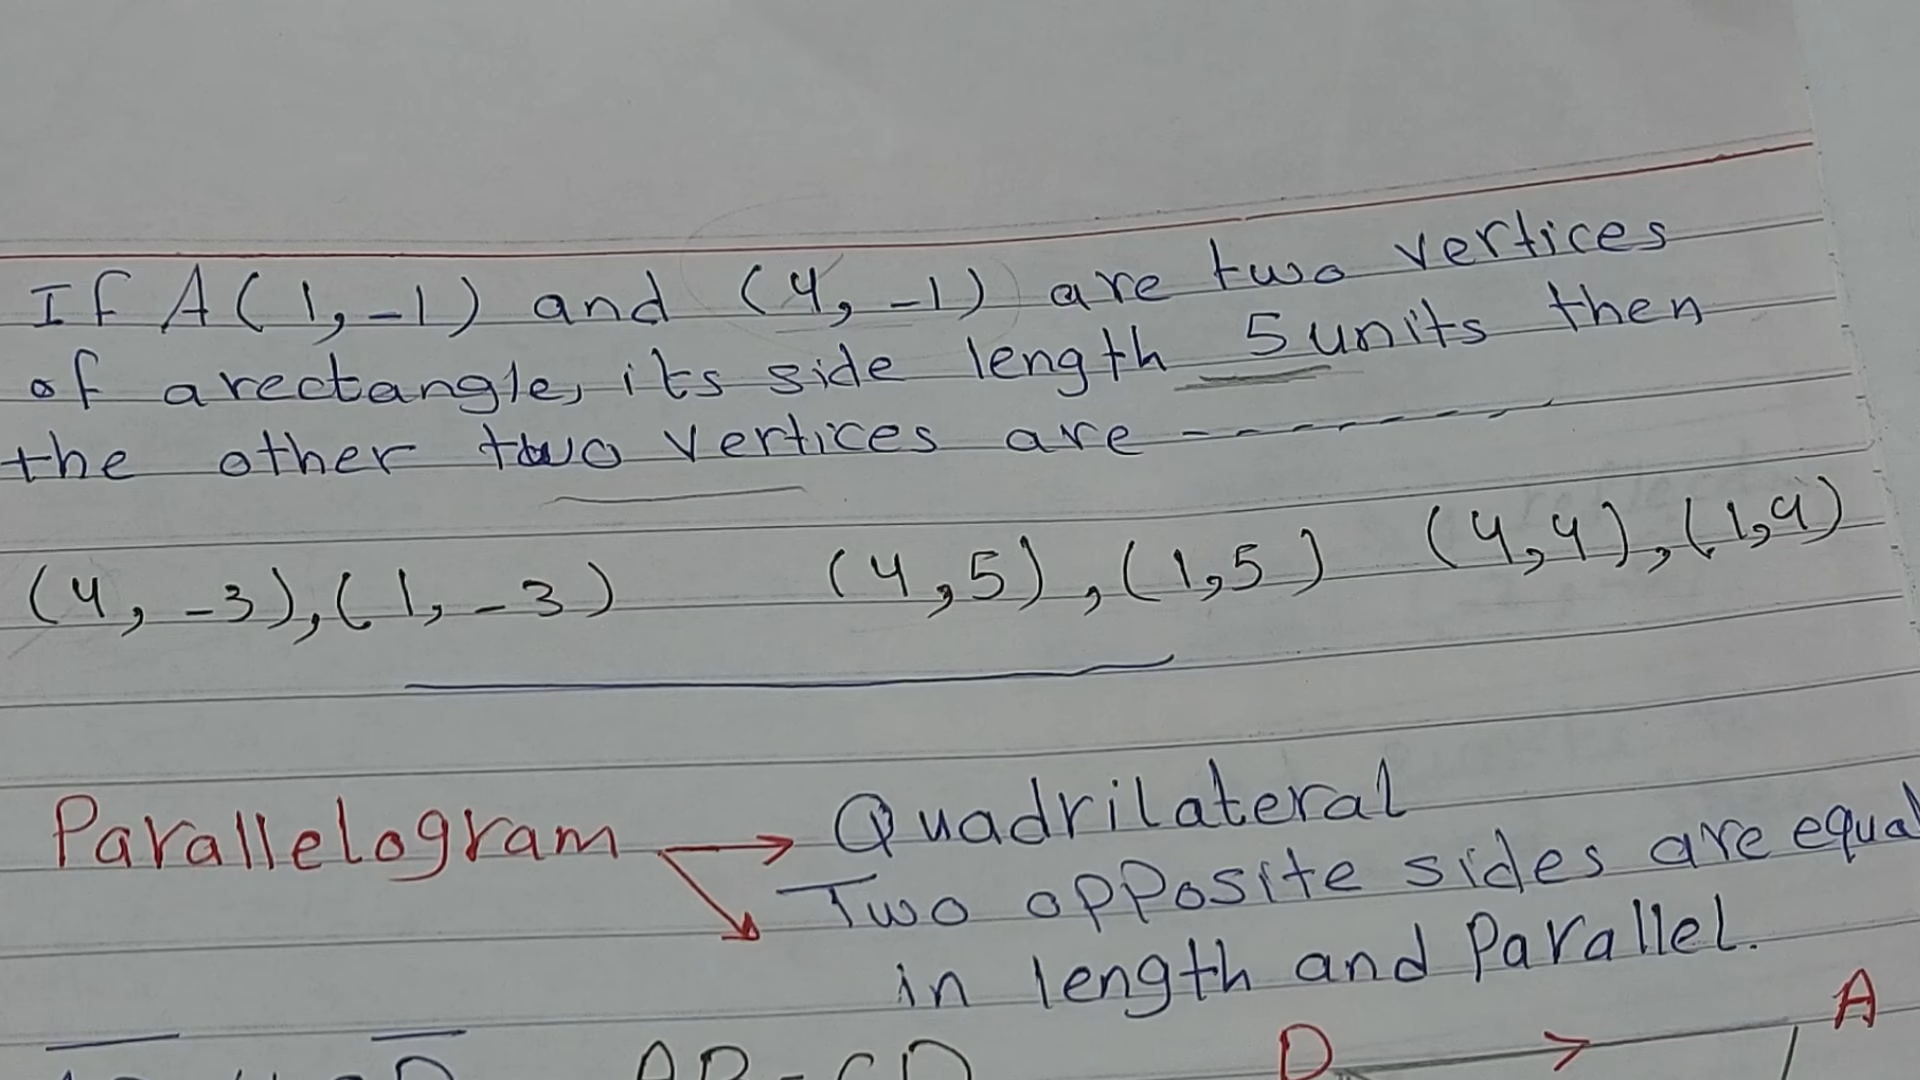 If A(1,-1) and (4,-1) are two vertices
of a rectangle, its side length 5 units then
the other two vertices are ---------
(4,-3),(1,-3) (4,5),(1,5) (4,4),(1,4)
Parallelogram → Quadrilateral
Two opposite sides are equal
in length and Parallel.
A
D